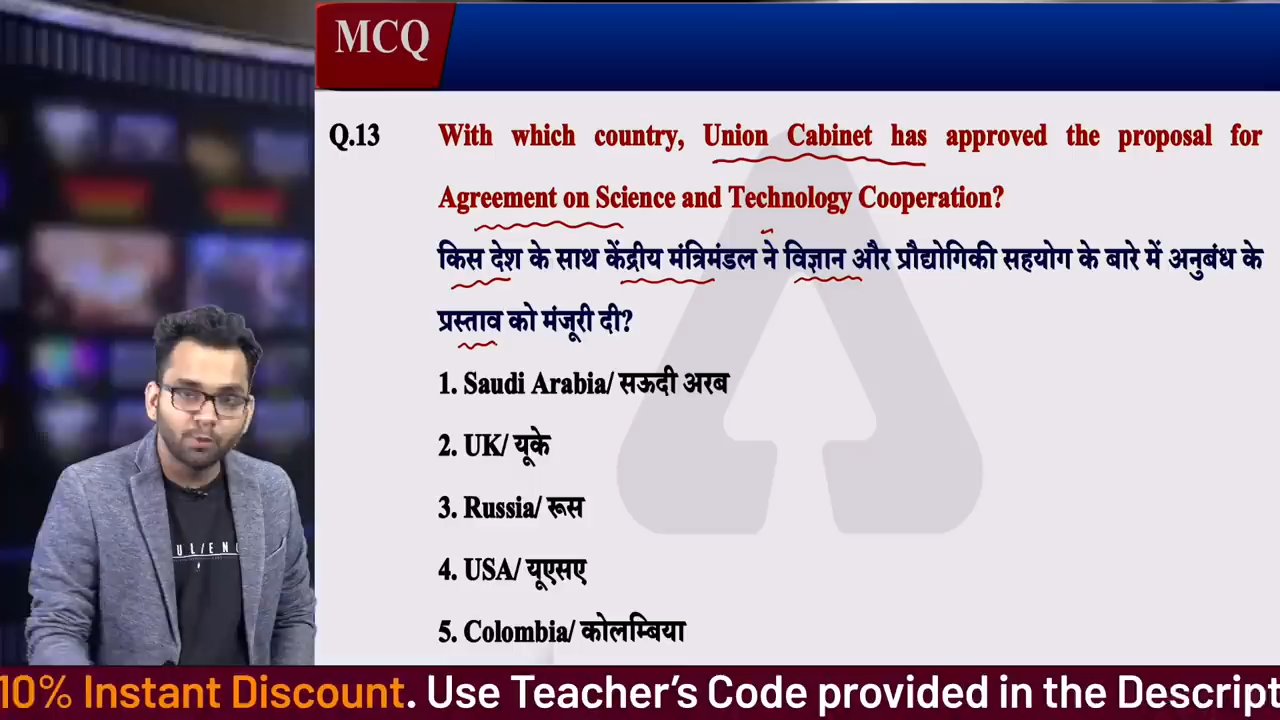 MCQ
Q.13 With which country, Union Cabinet has approved the proposal for
Agreement on Science and Technology Cooperation?
किस देश के साथ केंद्रीय मंत्रिमंडल ने विज्ञान और प्रौद्योगिकी सहयोग के बारे में अनुबंध के
प्रस्ताव को मंजूरी दी?
1. Saudi Arabia/ सऊदी अरब
2. UK/ यूके
3. Russia/ रूस
4. USA/ यूएसए
5. Colombia/ कोलम्बिया
10% Instant Discount. Use Teacher's Code provided in the Descript